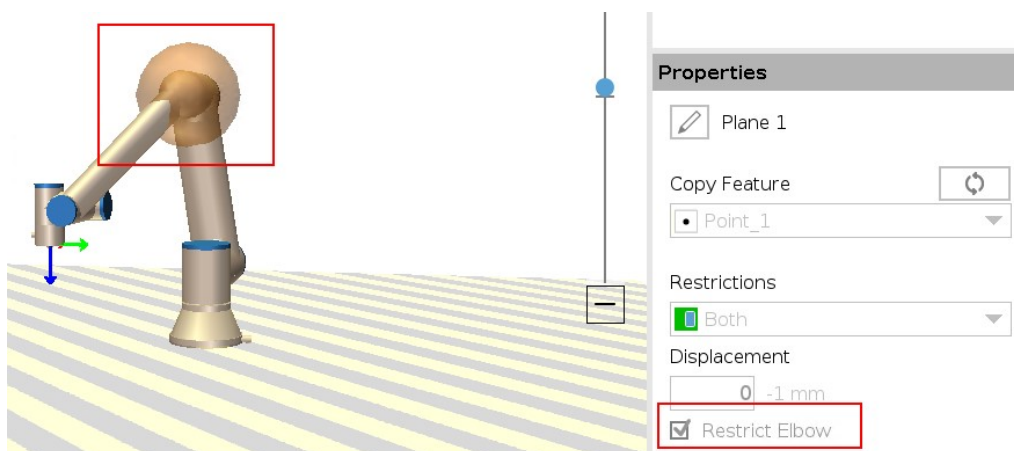 Properties
Plane 1
Copy Feature
Point_1
Restrictions
Both
Displacement
0 -1 mm
Restrict Elbow